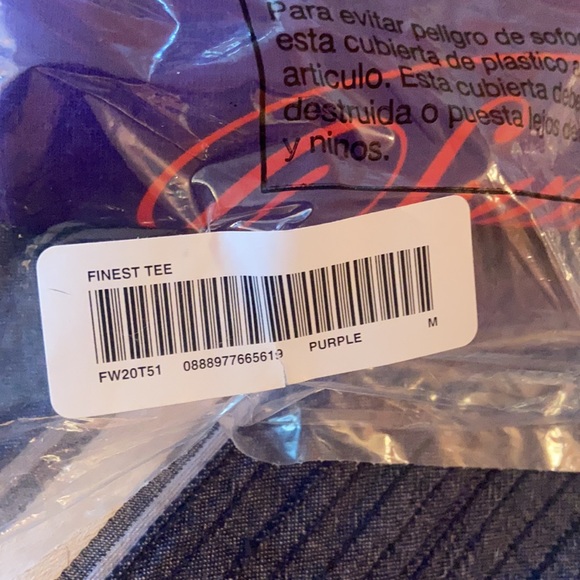 Para evitar peligro de
esta cubierta de plastico
articulo. Esta cubierta
destruida o puesta lejos
y ninos.
FINEST TEE
FW20T51 0888977665619 PURPLE M